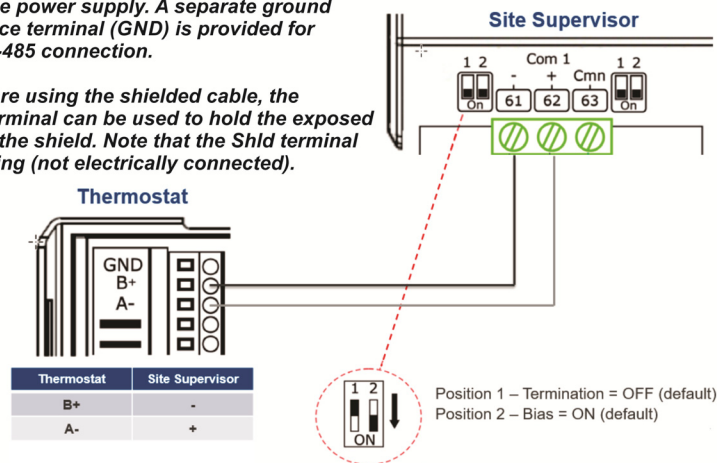 e power supply. A separate ground
ce terminal (GND) is provided for
-485 connection.
re using the shielded cable, the
rminal can be used to hold the exposed
the shield. Note that the Shld terminal
ing (not electrically connected).
Site Supervisor
Com 1
1 2 - + Cmn 1 2
On 61 62 63 On
Thermostat
GND
B+
A-
Thermostat Site Supervisor
B+ -
A- +
1 2
ON
Position 1 – Termination = OFF (default)
Position 2 – Bias = ON (default)